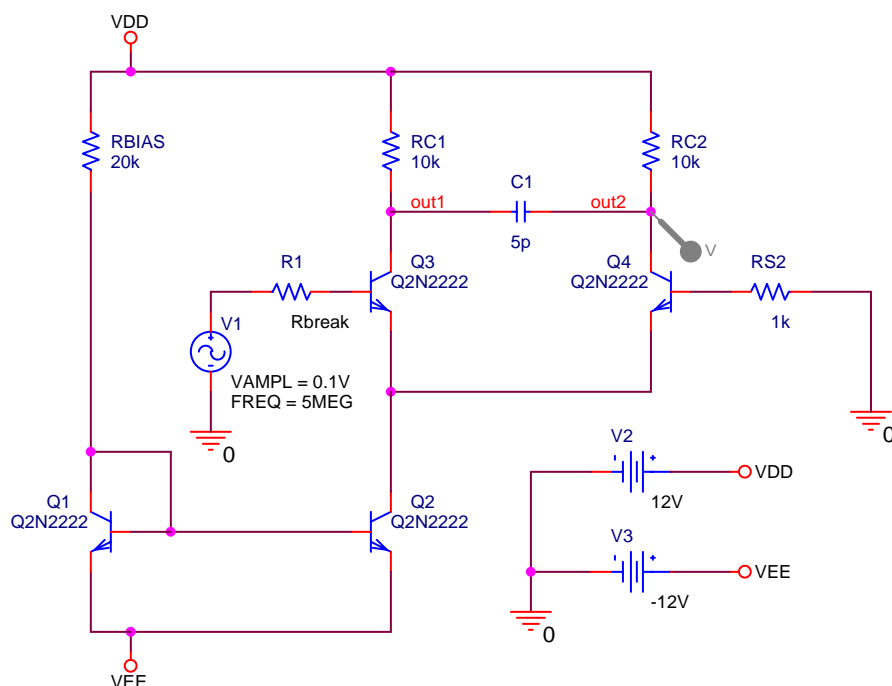 VDD
RBIAS
20k
RC1
10k
RC2
10k
C1
out1
out2
5p
V
R1
Q3
Q2N2222
Q4
Q2N2222
RS2
Rbreak
1k
V1
VAMPL = 0.1V
FREQ = 5MEG
0
0
V2
VDD
12V
Q1
Q2N2222
Q2
Q2N2222
V3
VEE
-12V
0
VEE